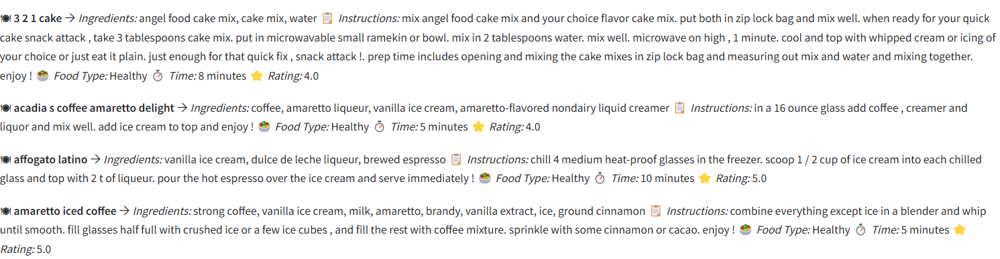 🍽 3 2 1 cake → Ingredients: angel food cake mix, cake mix, water 📋 Instructions: mix angel food cake mix and your choice flavor cake mix. put both in zip lock bag and mix well. when ready for your quick
cake snack attack , take 3 tablespoons cake mix. put in microwavable small ramekin or bowl. mix in 2 tablespoons water. mix well. microwave on high , 1 minute. cool and top with whipped cream or icing of
your choice or just eat it plain. just enough for that quick fix , snack attack !. prep time includes opening and mixing the cake mixes in zip lock bag and measuring out mix and water and mixing together.
enjoy ! 🥗 Food Type: Healthy ⏱ Time: 8 minutes ⭐ Rating: 4.0
🍽 acadia s coffee amaretto delight → Ingredients: coffee, amaretto liqueur, vanilla ice cream, amaretto-flavored nondairy liquid creamer 📋 Instructions: in a 16 ounce glass add coffee , creamer and
liquor and mix well. add ice cream to top and enjoy ! 🥗 Food Type: Healthy ⏱ Time: 5 minutes ⭐ Rating: 4.0
🍽 affogato latino → Ingredients: vanilla ice cream, dulce de leche liqueur, brewed espresso 📋 Instructions: chill 4 medium heat-proof glasses in the freezer. scoop 1 / 2 cup of ice cream into each chilled
glass and top with 2 t of liqueur. pour the hot espresso over the ice cream and serve immediately ! 🥗 Food Type: Healthy ⏱ Time: 10 minutes ⭐ Rating: 5.0
🍽 amaretto iced coffee → Ingredients: strong coffee, vanilla ice cream, milk, amaretto, brandy, vanilla extract, ice, ground cinnamon 📋 Instructions: combine everything except ice in a blender and whip
until smooth. fill glasses half full with crushed ice or a few ice cubes , and fill the rest with coffee mixture. sprinkle with some cinnamon or cacao. enjoy ! 🥗 Food Type: Healthy ⏱ Time: 5 minutes ⭐
Rating: 5.0